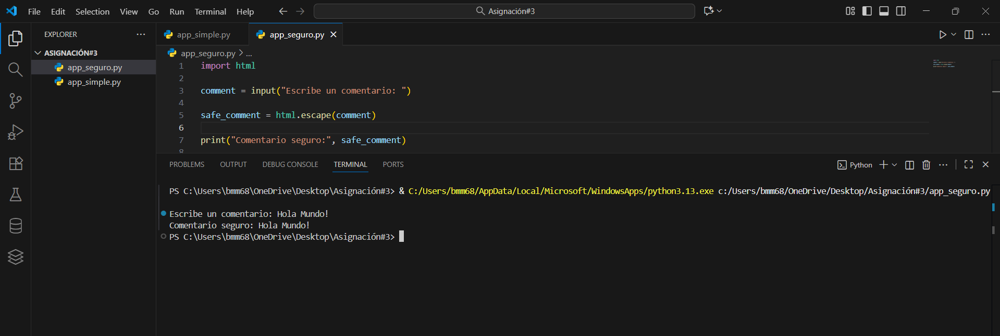 File Edit Selection View Go Run Terminal Help
Asignación#3
EXPLORER
ASIGNACIÓN#3
app_seguro.py
app_simple.py
app_simple.py
app_seguro.py
app_seguro.py > ...
1 import html
2
3 comment = input("Escribe un comentario: ")
4
5 safe_comment = html.escape(comment)
6
7 print("Comentario seguro:", safe_comment)
8
PROBLEMS OUTPUT DEBUG CONSOLE TERMINAL PORTS
Python
PS C:\Users\bmm68\OneDrive\Desktop\Asignación#3> & C:/Users/bmm68/AppData/Local/Microsoft/WindowsApps/python3.13.exe c:/Users/bmm68/OneDrive/Desktop/Asignación#3/app_seguro.py
Escribe un comentario: Hola Mundo!
Comentario seguro: Hola Mundo!
PS C:\Users\bmm68\OneDrive\Desktop\Asignación#3>